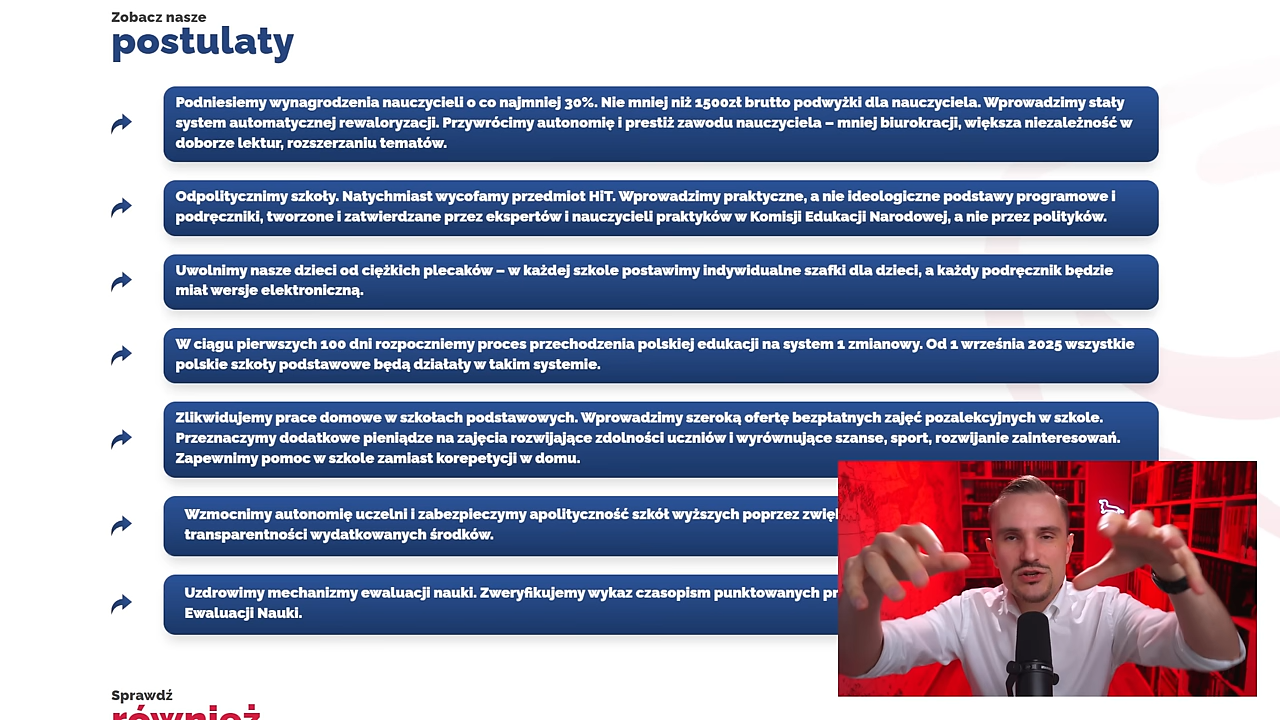 Zobacz nasze
postulaty
Podniesiemy wynagrodzenia nauczycieli o co najmniej 30%. Nie mniej niż 1500zł brutto podwyżki dla nauczyciela. Wprowadzimy stały
system automatycznej rewaloryzacji. Przywrócimy autonomię i prestiż zawodu nauczyciela – mniej biurokracji, większa niezależność w
doborze lektur, rozszerzaniu tematów.
Odpolitycznimy szkoły. Natychmiast wycofamy przedmiot HiT. Wprowadzimy praktyczne, a nie ideologiczne podstawy programowe i
podręczniki, tworzone i zatwierdzane przez ekspertów i nauczycieli praktyków w Komisji Edukacji Narodowej, a nie przez polityków.
Uwolnimy nasze dzieci od ciężkich plecaków – w każdej szkole postawimy indywidualne szafki dla dzieci, a każdy podręcznik będzie
miał wersje elektroniczną.
W ciągu pierwszych 100 dni rozpoczniemy proces przechodzenia polskiej edukacji na system 1 zmianowy. Od 1 września 2025 wszystkie
polskie szkoły podstawowe będą działały w takim systemie.
Zlikwidujemy prace domowe w szkołach podstawowych. Wprowadzimy szeroką ofertę bezpłatnych zajęć pozalekcyjnych w szkole.
Przeznaczymy dodatkowe pieniądze na zajęcia rozwijające zdolności uczniów i wyrównujące szanse, sport, rozwijanie zainteresowań.
Zapewnimy pomoc w szkole zamiast korepetycji w domu.
Wzmocnimy autonomię uczelni i zabezpieczymy apolityczność szkół wyższych poprzez
transparentności wydatkowanych środków.
Uzdrowimy mechanizmy ewaluacji nauki. Zweryfikujemy wykaz czasopism punktowanych
Ewaluacji Nauki.
Sprawdź
również